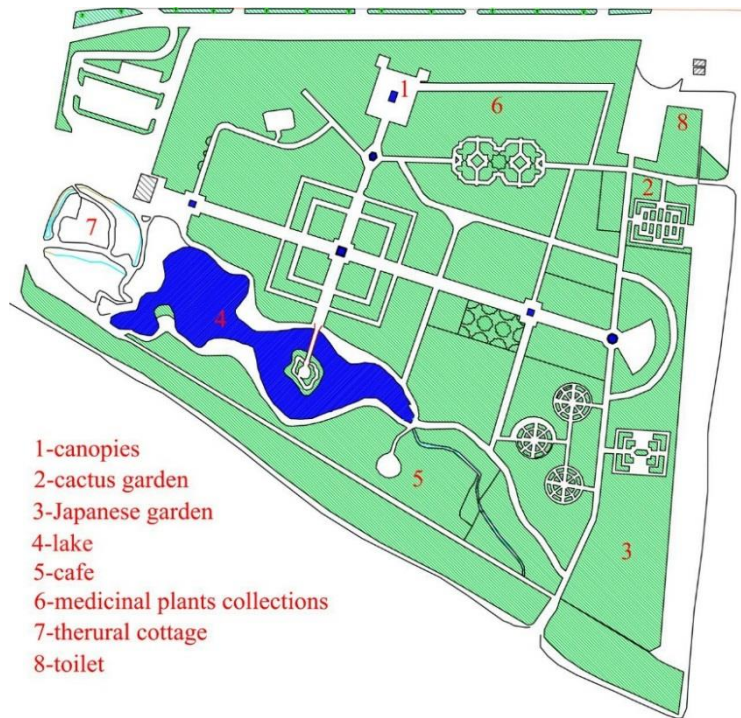 1
6
8
2
7
4
5
3
1-canopies
2-cactus garden
3-Japanese garden
4-lake
5-cafe
6-medicinal plants collections
7-therural cottage
8-toilet